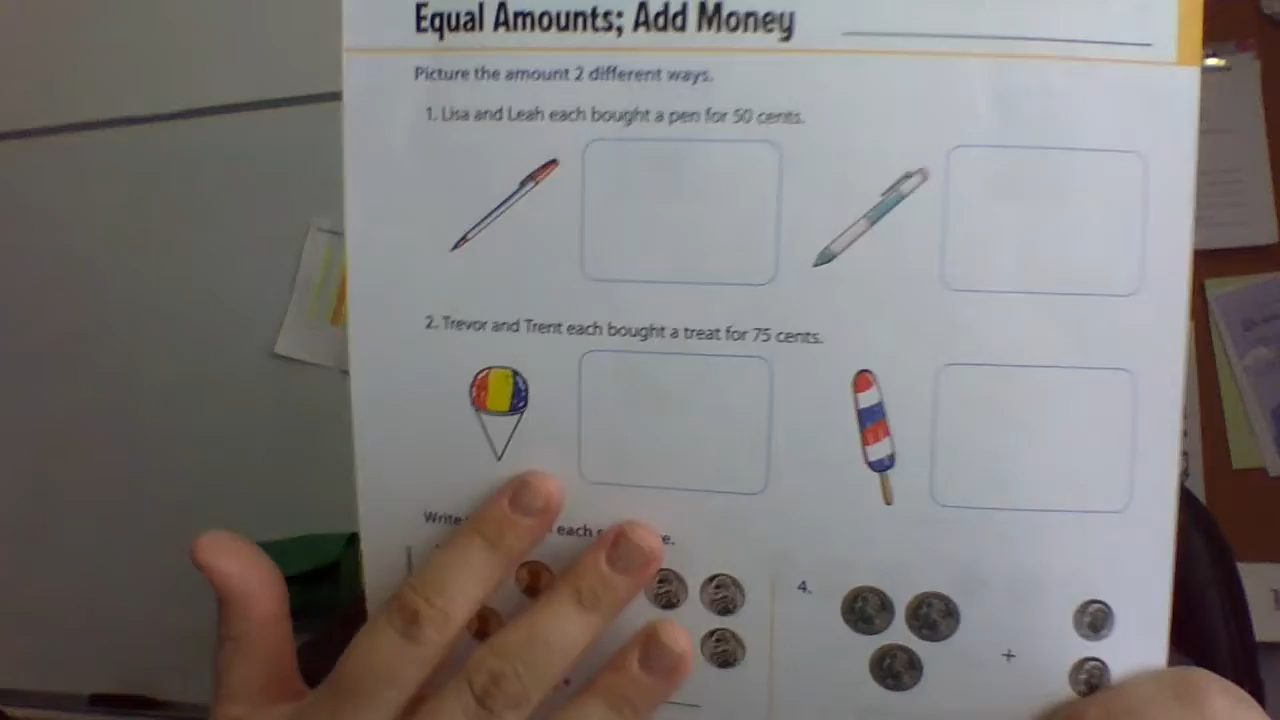 Equal Amounts; Add Money
Picture the amount 2 different ways.
1. Lisa and Leah each bought a pen for 50 cents.
2. Trevor and Trent each bought a treat for 75 cents.
Write each
4.
+